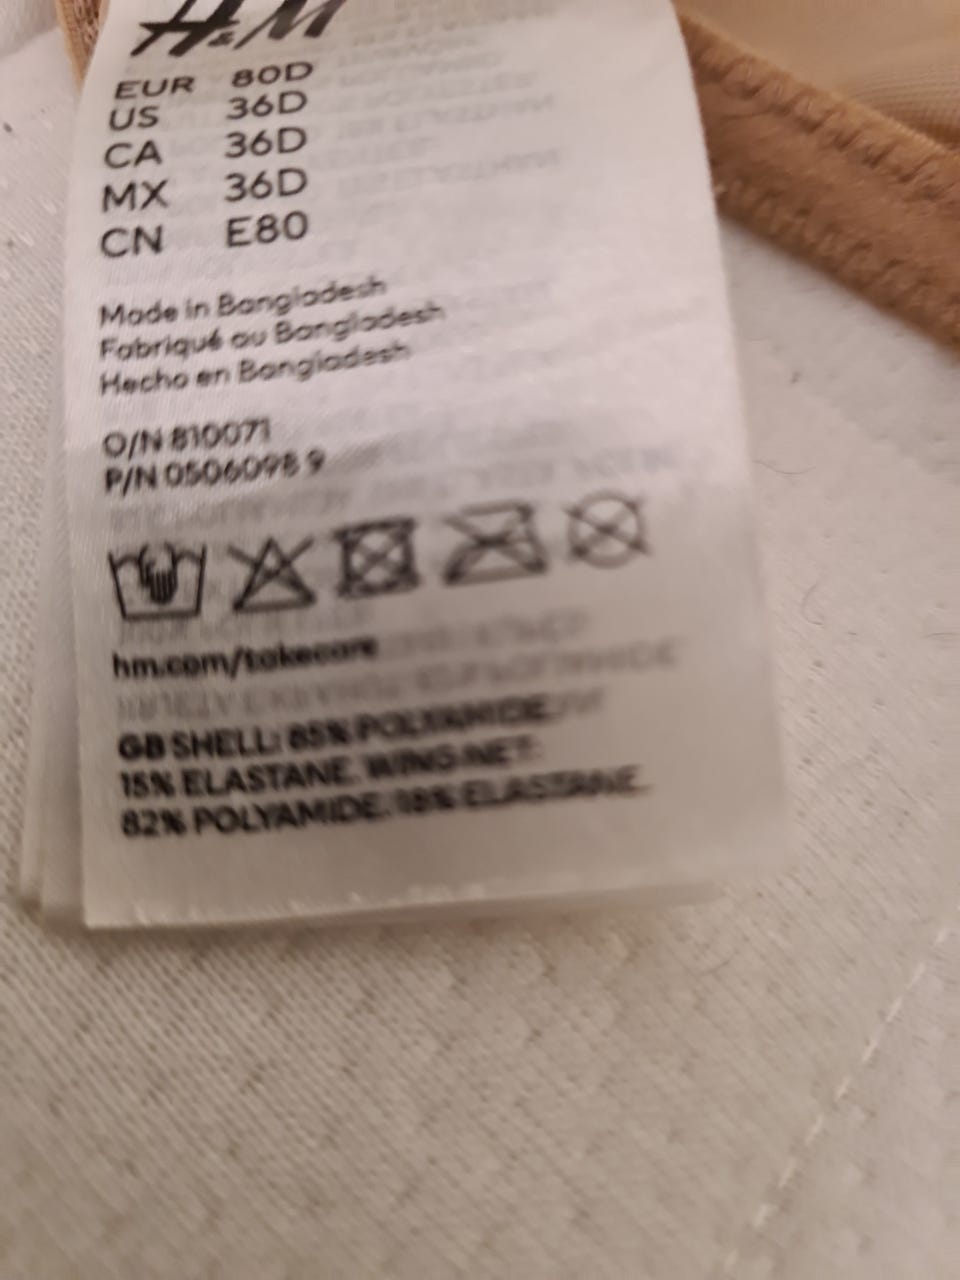 H&M
EUR 80D
US 36D
CA 36D
MX 36D
CN E80
Made in Bangladesh
Fabriqué au Bangladesh
Hecho en Bangladesh
O/N 810071
P/N 0506098 9
hm.com/takecare
GB SHELL: 85% POLYAMIDE.
15% ELASTANE. WING NET:
82% POLYAMIDE. 18% ELASTANE.